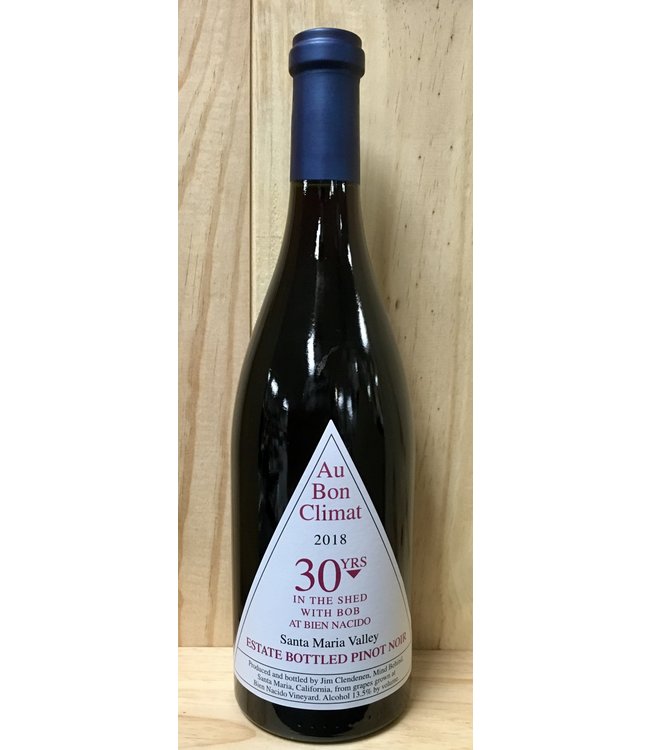 Au
Bon
Climat
2018
30 YRS
IN THE SHED
WITH BOB
AT BIEN NACIDO
Santa Maria Valley
ESTATE BOTTLED PINOT NOIR
Produced and bottled by Jim Clendenen, Mind Behind,
Santa Maria, California, from grapes grown at
Bien Nacido Vineyard. Alcohol 13.5% by volume